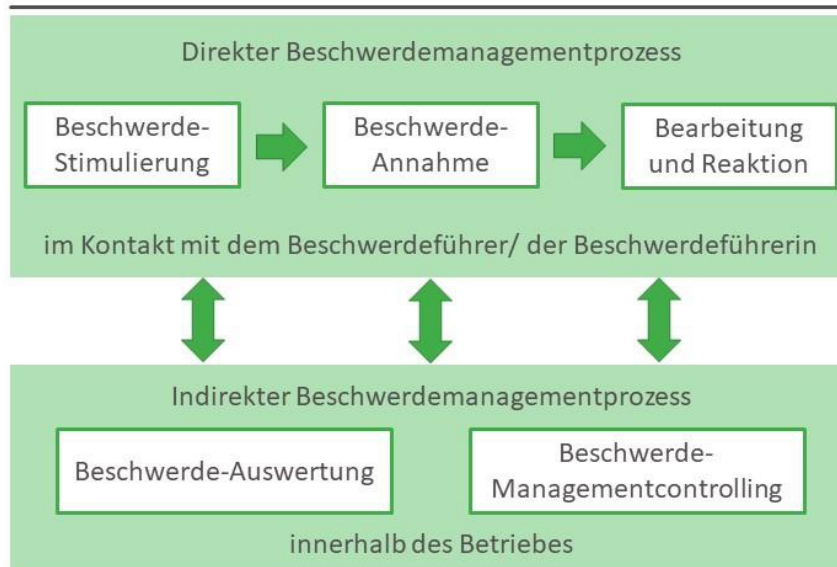 Direkter Beschwerdemanagementprozess
Beschwerde-
Stimulierung
Beschwerde-
Annahme
Bearbeitung
und Reaktion
im Kontakt mit dem Beschwerdeführer/ der Beschwerdeführerin
Indirekter Beschwerdemanagementprozess
Beschwerde-Auswertung
Beschwerde-
Managementcontrolling
innerhalb des Betriebes